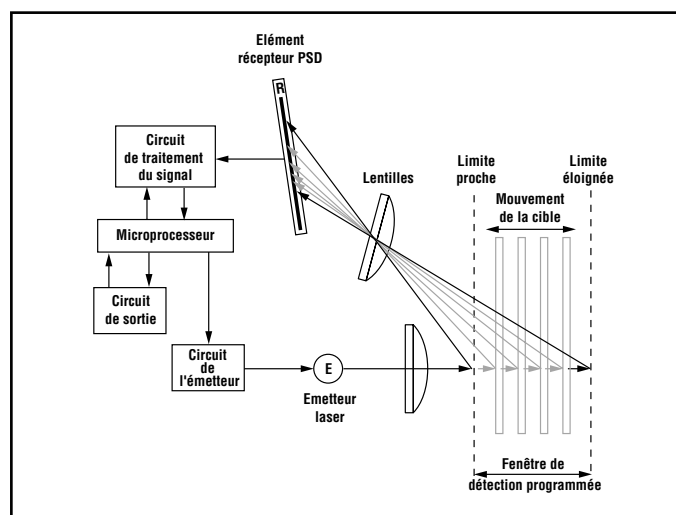 Elément
récepteur PSD
R
Circuit
de traitement
du signal
Lentilles
Limite
proche
Limite
éloignée
Mouvement
de la cible
Microprocesseur
Circuit
de sortie
Circuit
de
l'émetteur
E
Emetteur
laser
Fenêtre de
détection programmée